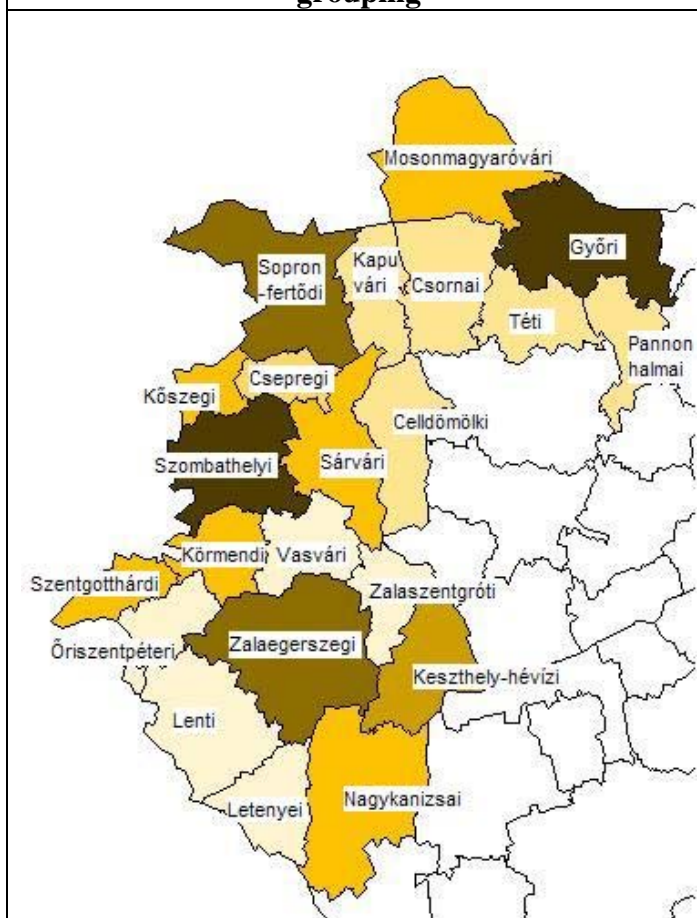 grouping
Mosonmagyaróvári
Győri
Sopron
-fertődi
Kapu
vári
Csornai
Téti
Pannon
halmai
Csepregi
Kőszegi
Celldömölki
Szombathelyi
Sárvári
Körmendi
Vasvári
Szentgotthárdi
Zalaszentgróti
Őriszentpéteri
Zalaegerszegi
Keszthely-hévízi
Lenti
Letenyei
Nagykanizsai